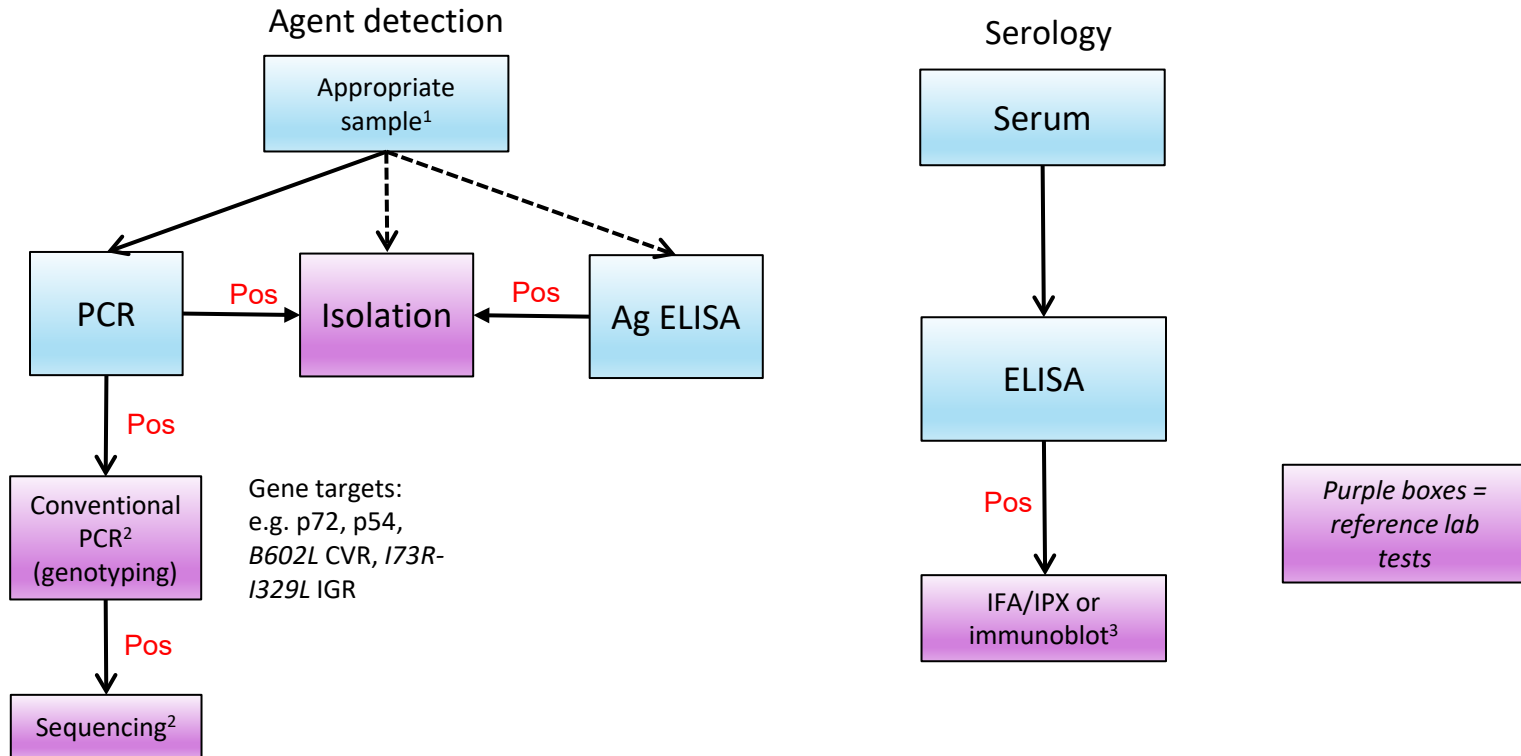 Agent detection
Appropriate
sample¹
PCR
Pos
Isolation
Pos
Ag ELISA
Pos
Conventional
PCR²
(genotyping)
Gene targets:
e.g. p72, p54,
B602L CVR, I73R-
I329L IGR
Pos
Sequencing²
Serology
Serum
ELISA
Pos
IFA/IPX or
immunoblot³
Purple boxes =
reference lab
tests